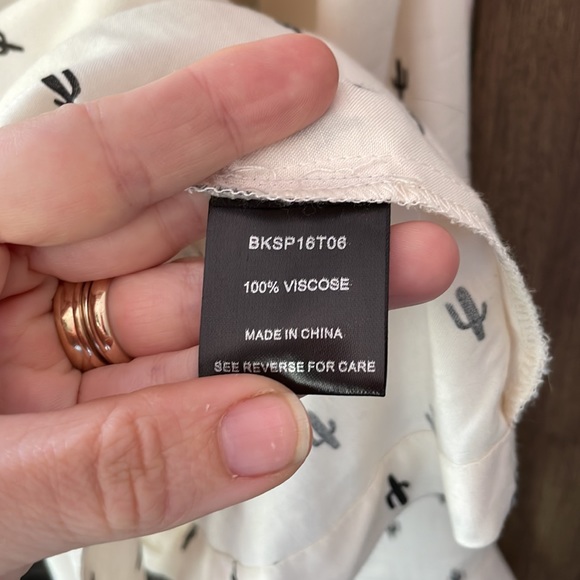 BKSP16T06
100% VISCOSE
MADE IN CHINA
SEE REVERSE FOR CARE